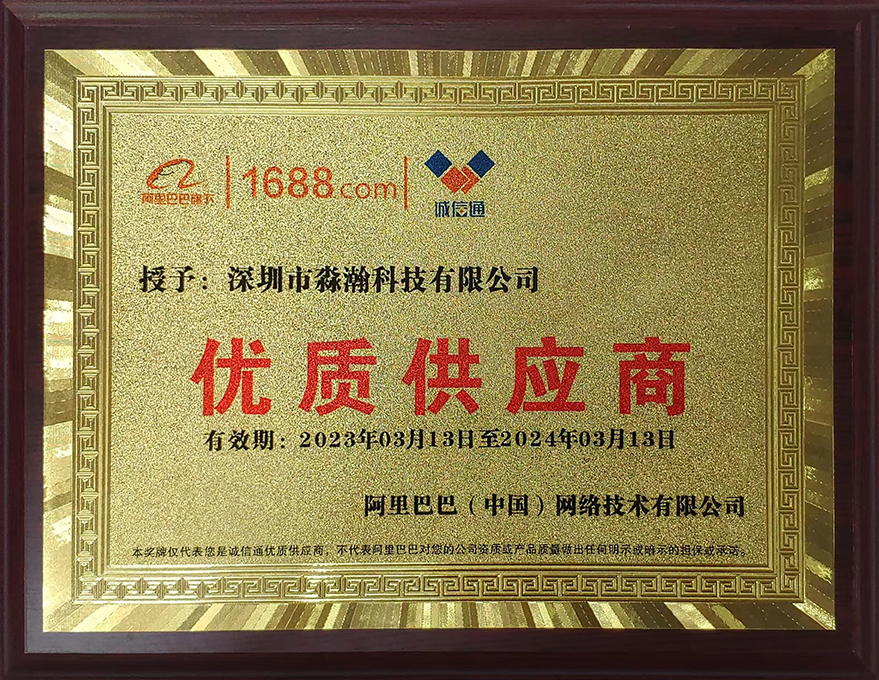 阿里巴巴旗下 1688.com 诚信通
授予：深圳市淼瀚科技有限公司
优质供应商
有效期：2023年03月13日至2024年03月13日
阿里巴巴（中国）网络技术有限公司
本奖牌仅代表您是诚信通优质供应商，不代表阿里巴巴对您的公司资质或产品质量做出任何明示或暗示的担保或承诺。